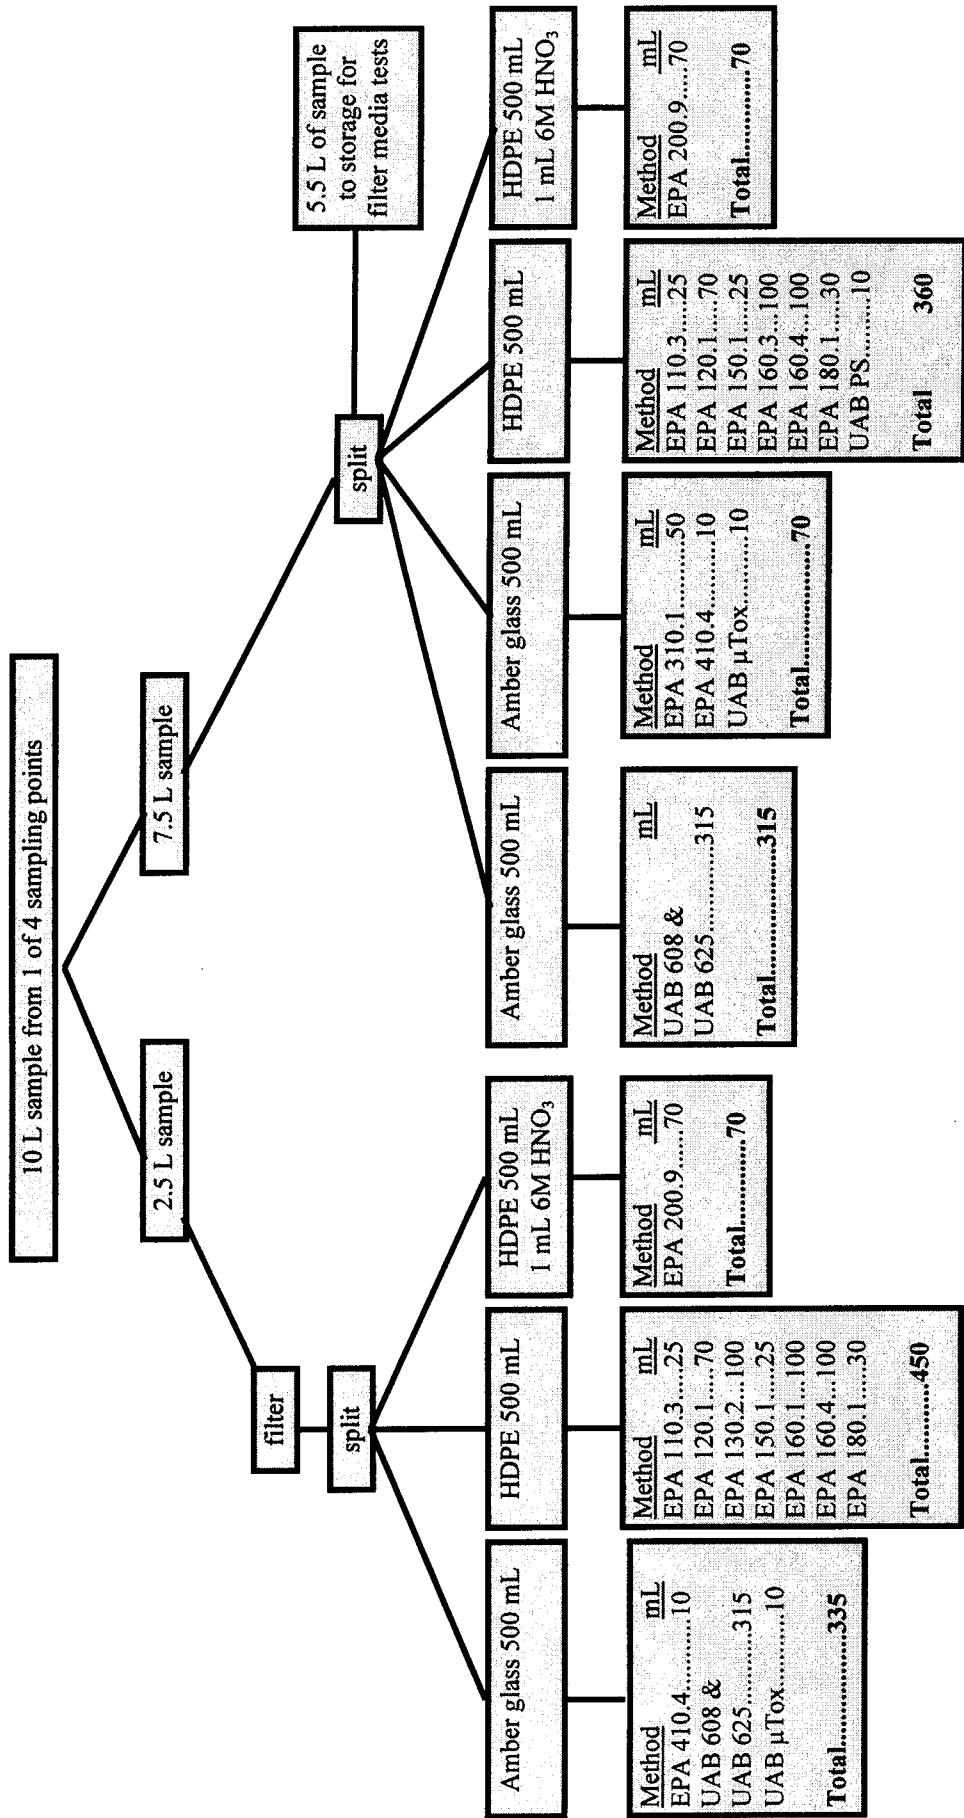 10 L sample from 1 of 4 sampling points
2.5 L sample
7.5 L sample
filter
split
split
5.5 L of sample
to storage for
filter media tests
Amber glass 500 mL
HDPE 500 mL
HDPE 500 mL
1 mL 6M HNO₃
Amber glass 500 mL
Amber glass 500 mL
HDPE 500 mL
HDPE 500 mL
1 mL 6M HNO₃
Method mL
EPA 410.4...........10
UAB 608 &
UAB 625............315
UAB µTox..........10
Total...................335
Method mL
EPA 110.3.....25
EPA 120.1.....70
EPA 130.2...100
EPA 150.1.....25
EPA 160.1...100
EPA 160.4...100
EPA 180.1.....30
Total...........450
Method mL
EPA 200.9......70
Total.............70
Method mL
UAB 608 &
UAB 625............315
Total...................315
Method mL
EPA 310.1..........50
EPA 410.4..........10
UAB µTox..........10
Total...................70
Method mL
EPA 110.3.....25
EPA 120.1.....70
EPA 150.1.....25
EPA 160.3...100
EPA 160.4...100
EPA 180.1.....30
UAB PS.........10
Total 360
Method mL
EPA 200.9.....70
Total..............70